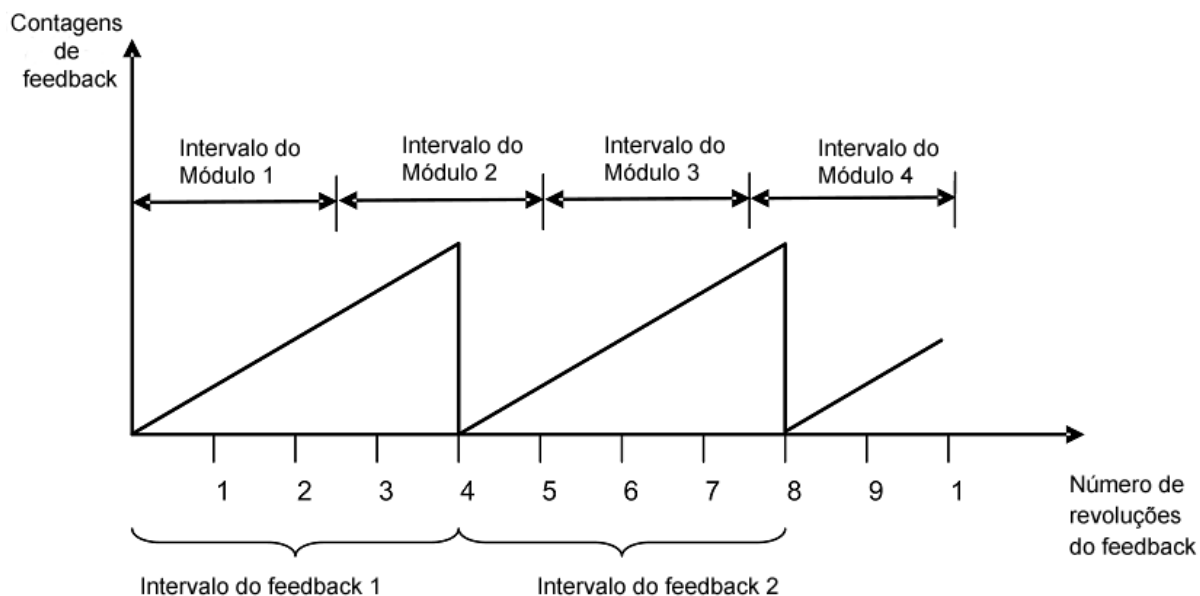 Contagens
de
feedback
Intervalo do
Módulo 1
Intervalo do
Módulo 2
Intervalo do
Módulo 3
Intervalo do
Módulo 4
1 2 3 4 5 6 7 8 9 1
Número de
revoluções
do feedback
Intervalo do feedback 1
Intervalo do feedback 2